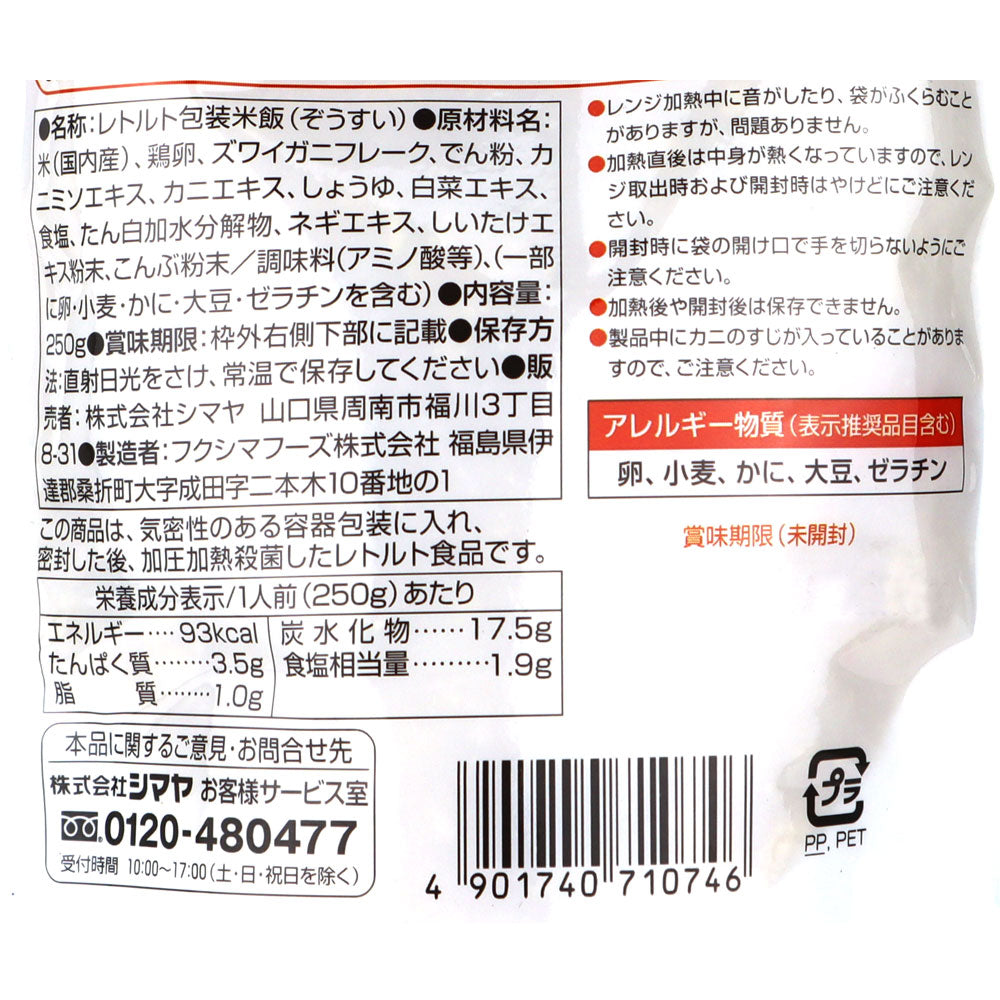 ●名称:レトルト包装米飯(ぞうすい)●原材料名:
米(国内産)、鶏卵、ズワイガニフレーク、でん粉、カ
ニミソエキス、カニエキス、しょうゆ、白菜エキス、
食塩、たん白加水分解物、ネギエキス、しいたけエ
キス粉末、こんぶ粉末/調味料(アミノ酸等)、(一部
に卵・小麦・かに・大豆・ゼラチンを含む)●内容量:
250g●賞味期限:枠外右側下部に記載●保存方
法:直射日光をさけ、常温で保存してください●販
売者:株式会社シマヤ 山口県周南市福川3丁目
8-31●製造者:フクシマフーズ株式会社 福島県伊
達郡桑折町大字成田字二本木10番地の1
この商品は、気密性のある容器包装に入れ、
密封した後、加圧加熱殺菌したレトルト食品です。
栄養成分表示/1人前(250g)あたり
エネルギー‥‥93kcal
たんぱく質‥‥‥‥3.5g
脂 質‥‥‥‥1.0g
炭水化物‥‥‥17.5g
食塩相当量‥‥‥‥‥1.9g
本品に関するご意見・お問合せ先
株式会社シマヤ お客様サービス室
0120-480477
受付時間 10:00~17:00(土・日・祝日を除く)
●レンジ加熱中に音がしたり、袋がふくらむこと
がありますが、問題ありません。
●加熱直後は中身が熱くなっていますので、レン
ジ取出時および開封時はやけどにご注意くだ
さい。
●開封時に袋の開け口で手を切らないようにご
注意ください。
●加熱後や開封後は保存できません。
●製品中にカニのすじが入っていることがありま
すので、ご注意ください。
アレルギー物質(表示推奨品目含む)
卵、小麦、かに、大豆、ゼラチン
賞味期限(未開封)
プラ
PP, PET
4 901740 710746